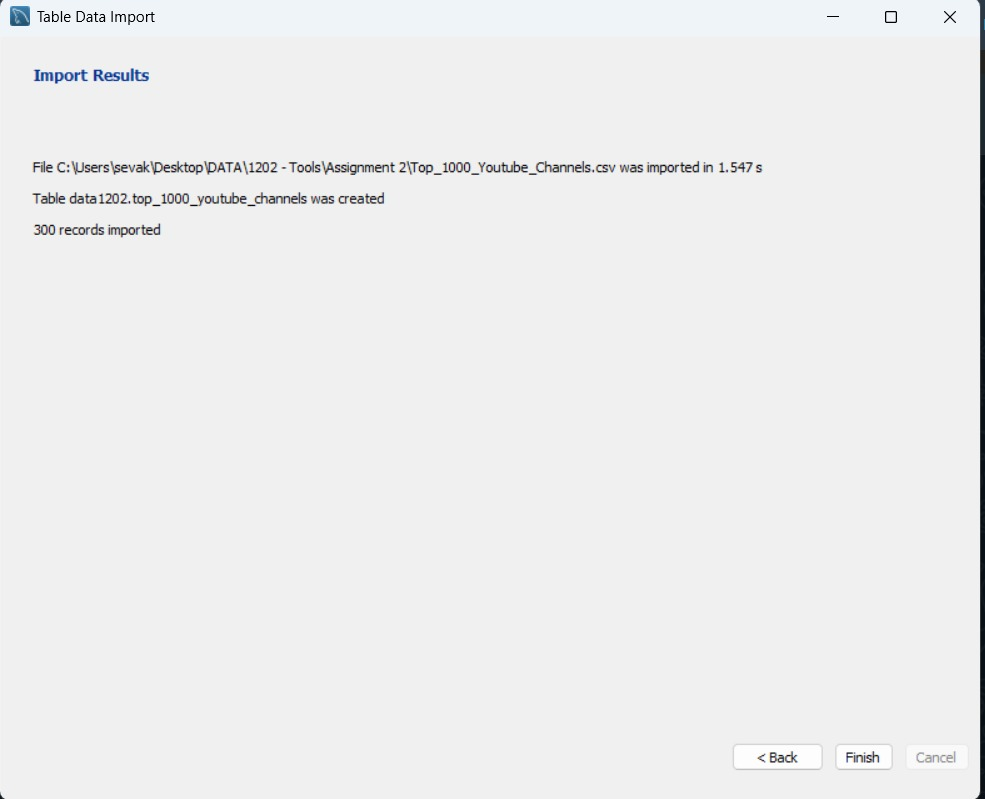 Table Data Import
Import Results
File C:\Users\sevak\Desktop\DATA\1202 - Tools\Assignment 2\Top_1000_Youtube_Channels.csv was imported in 1.547 s
Table data1202.top_1000_youtube_channels was created
300 records imported
< Back Finish Cancel